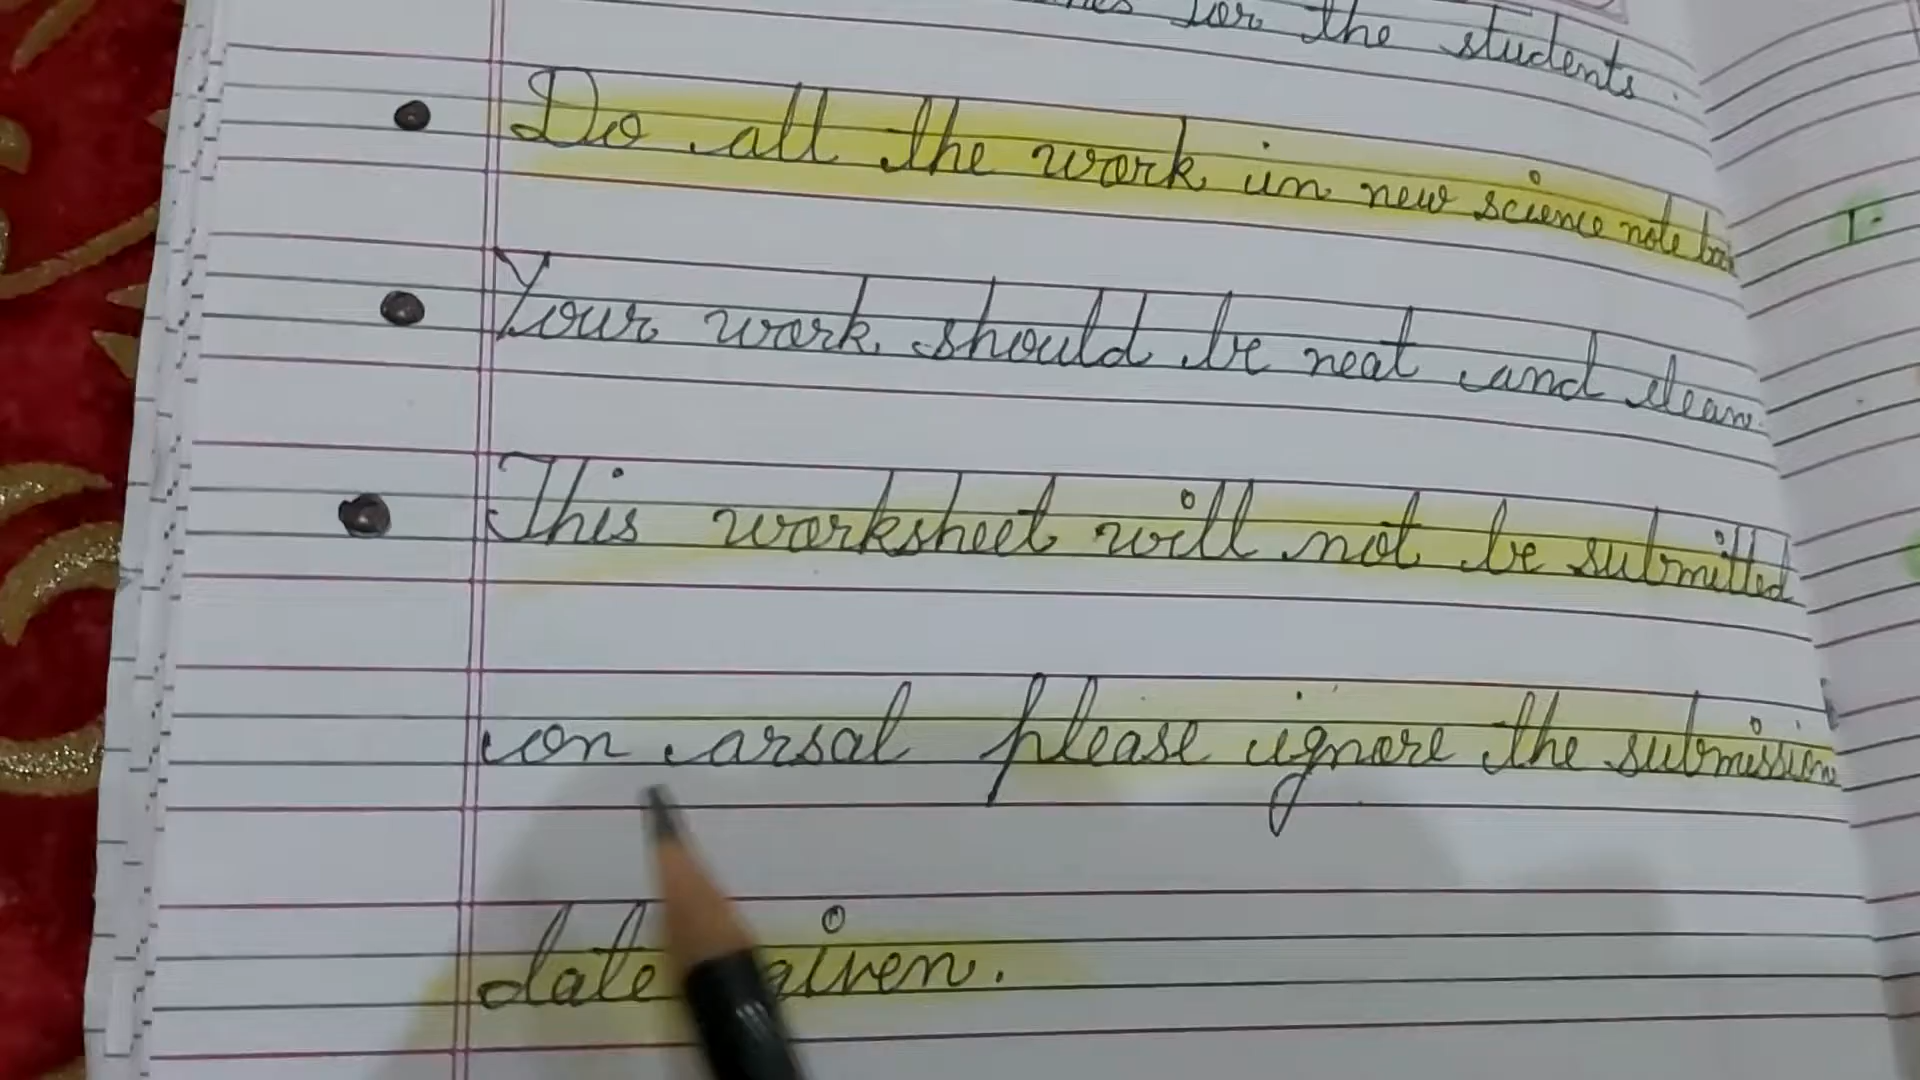 for the students.
Do all the work in new science note book
Your work should be neat and clean.
This worksheet will not be submitted
on arsal please ignore the submission
date given.